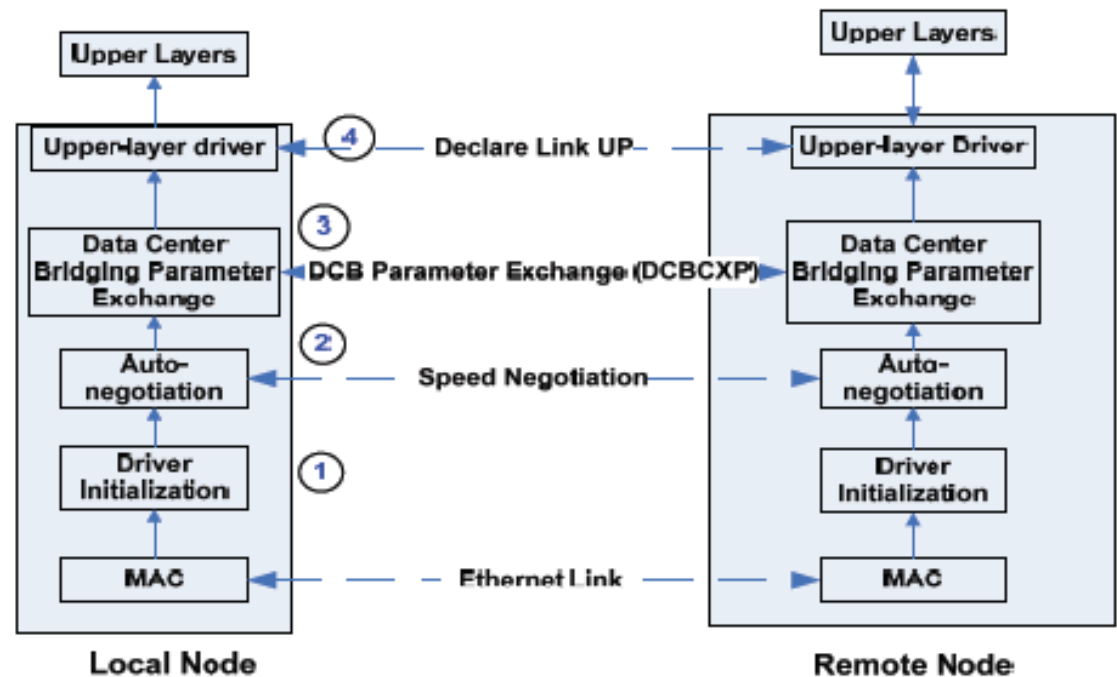 Upper Layers
Upper Layers
Upper-layer driver
4
Declare Link UP
Upper-layer Driver
3
Data Center
Bridging Parameter
Exchange
DCB Parameter Exchange (DCBCXP)
Data Center
Bridging Parameter
Exchange
2
Auto-
negotiation
Speed Negotiation
Auto-
negotiation
Driver
Initialization
1
Driver
Initialization
MAC
Ethernet Link
MAC
Local Node
Remote Node